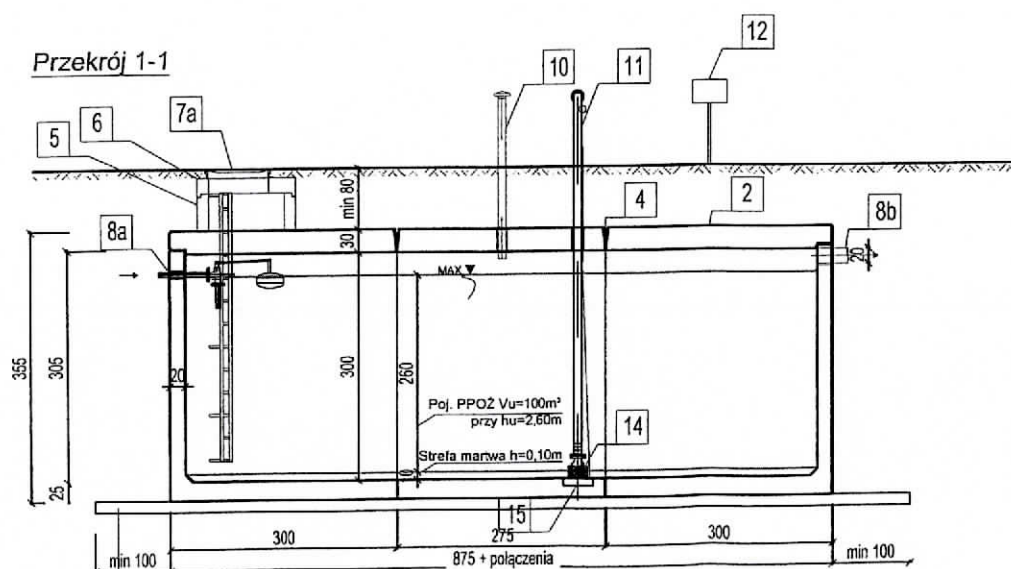 Przekrój 1-1
12
10
11
7a
6
5
min 80
4
2
8b
8a
30
20
MAX
355
305
20
300
260
Poj. PPOŻ Vu=100m³
przy hu=2,60m
14
Strefa martwa h=0,10m
25
15
300
275
300
min 100
875 + połączenia
min 100